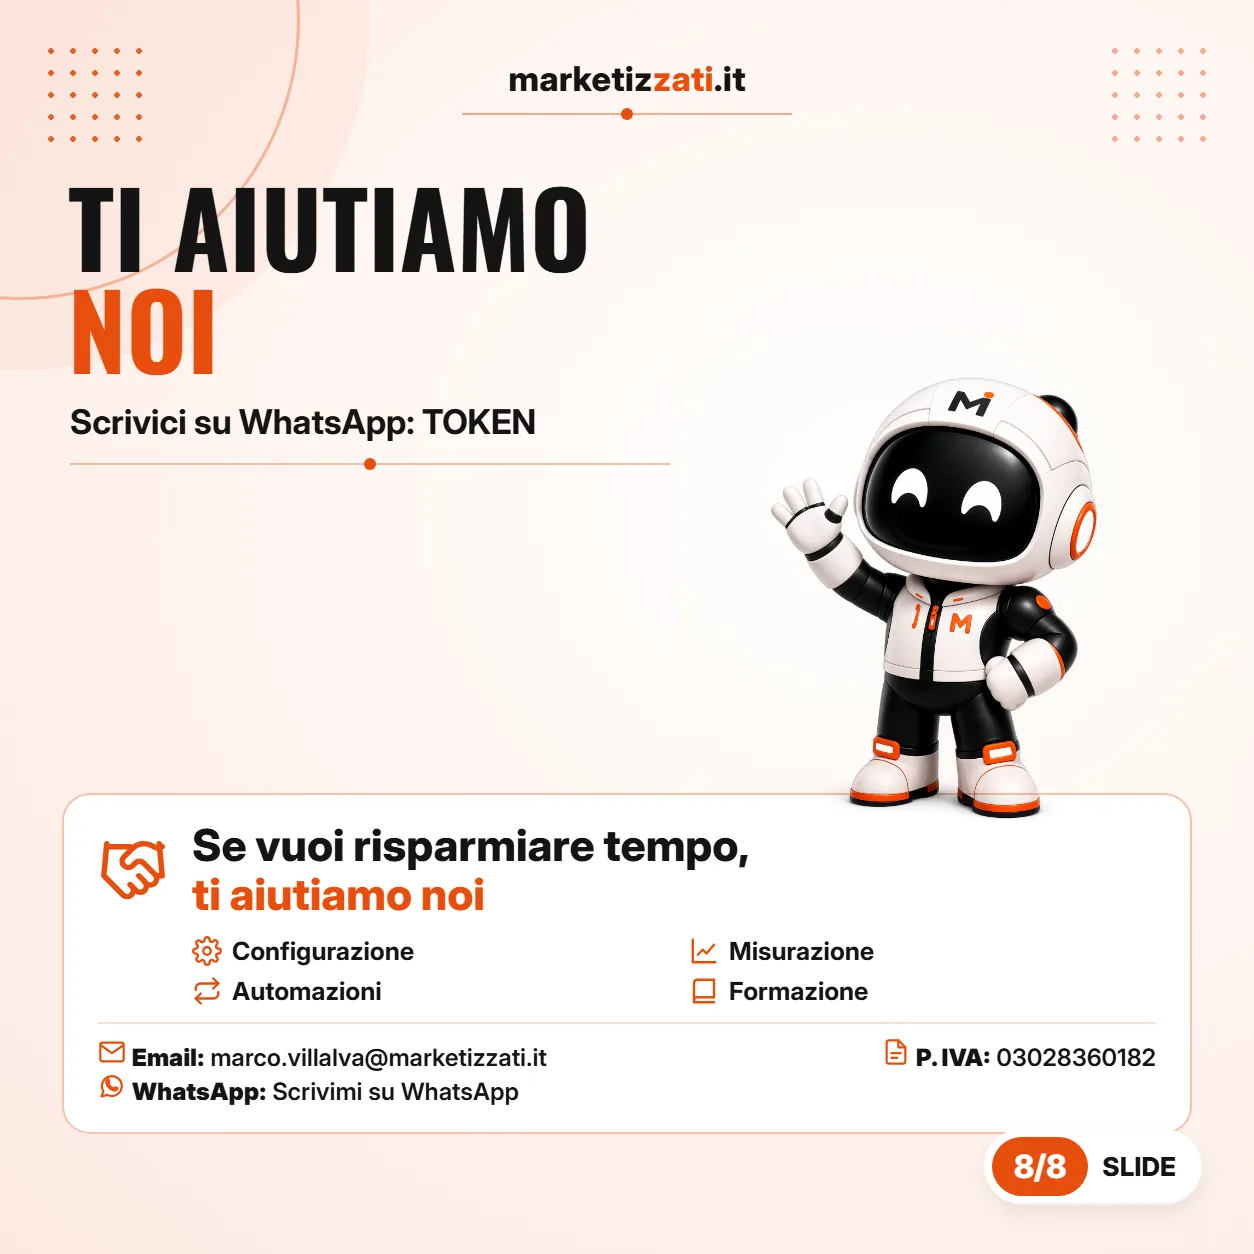 marketizzati.it
TI AIUTIAMO
NOI
Scrivici su WhatsApp: TOKEN
Mi
M
Se vuoi risparmiare tempo,
ti aiutiamo noi
Configurazione
Misurazione
Automazioni
Formazione
Email: marco.villalva@marketizzati.it
P. IVA: 03028360182
WhatsApp: Scrivimi su WhatsApp
8/8 SLIDE